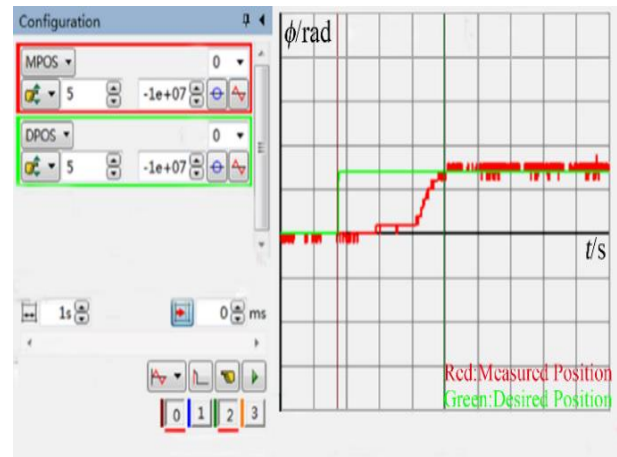 Configuration
MPOS 0
5 -1e+07
DPOS 0
5 -1e+07
1s 0 ms
0 1 2 3
ϕ/rad
t/s
Red:Measured Position
Green:Desired Position